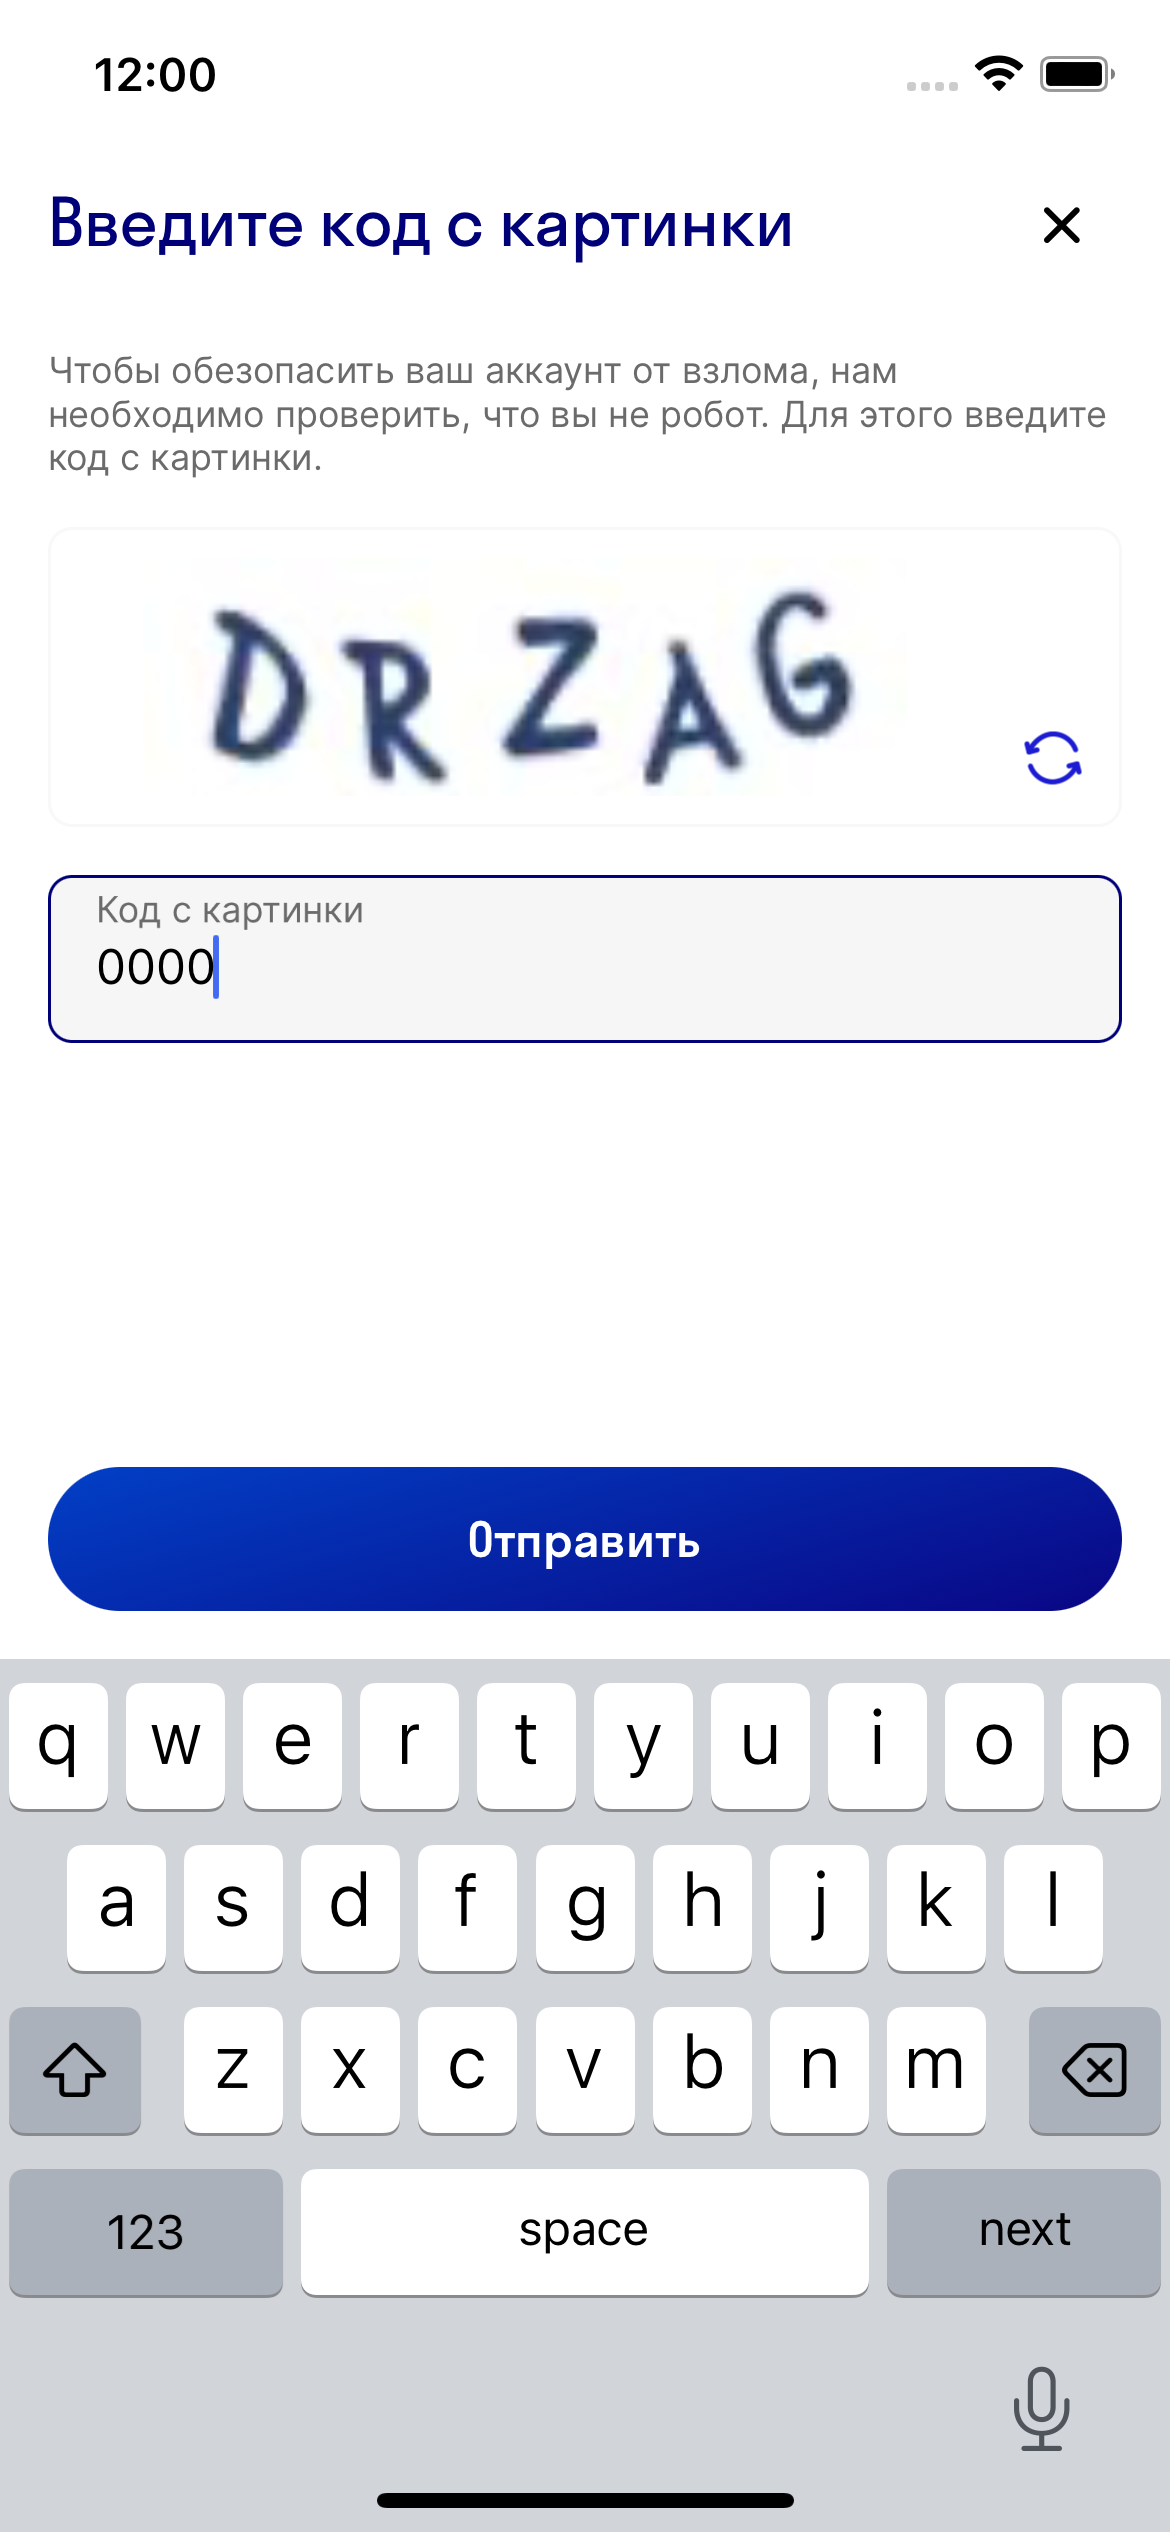 12:00
Введите код с картинки
Чтобы обезопасить ваш аккаунт от взлома, нам
необходимо проверить, что вы не робот. Для этого введите
код с картинки.
DRZAG
Код с картинки
0000
Отправить
q w e r t y u i o p
a s d f g h j k l
z x c v b n m
123 space next